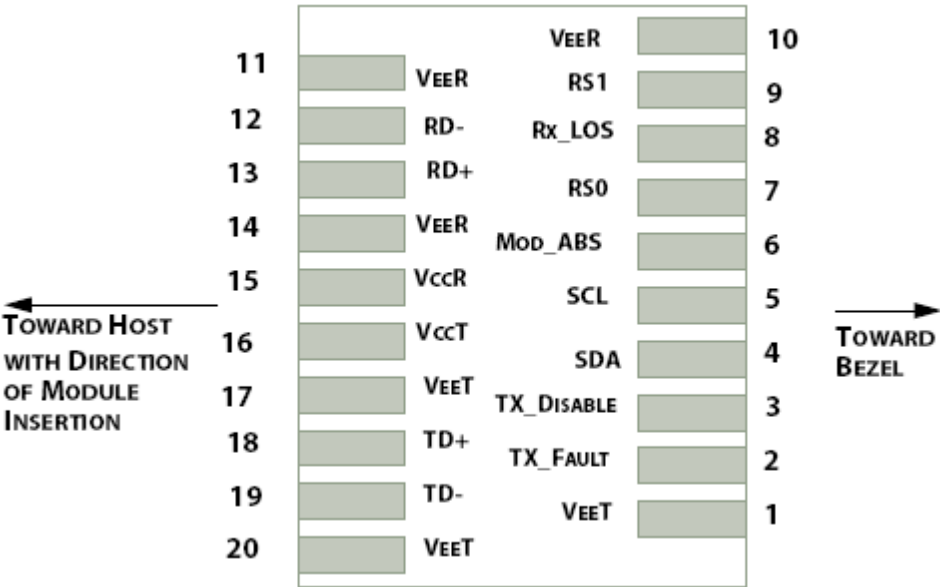 11 VEER
12 RD-
13 RD+
14 VEER
15 VCCR
16 VCCT
17 VEET
18 TD+
19 TD-
20 VEET
VEER 10
RS1 9
RX_LOS 8
RS0 7
MOD_ABS 6
SCL 5
SDA 4
TX_DISABLE 3
TX_FAULT 2
VEET 1
TOWARD HOST
WITH DIRECTION
OF MODULE
INSERTION
TOWARD
BEZEL